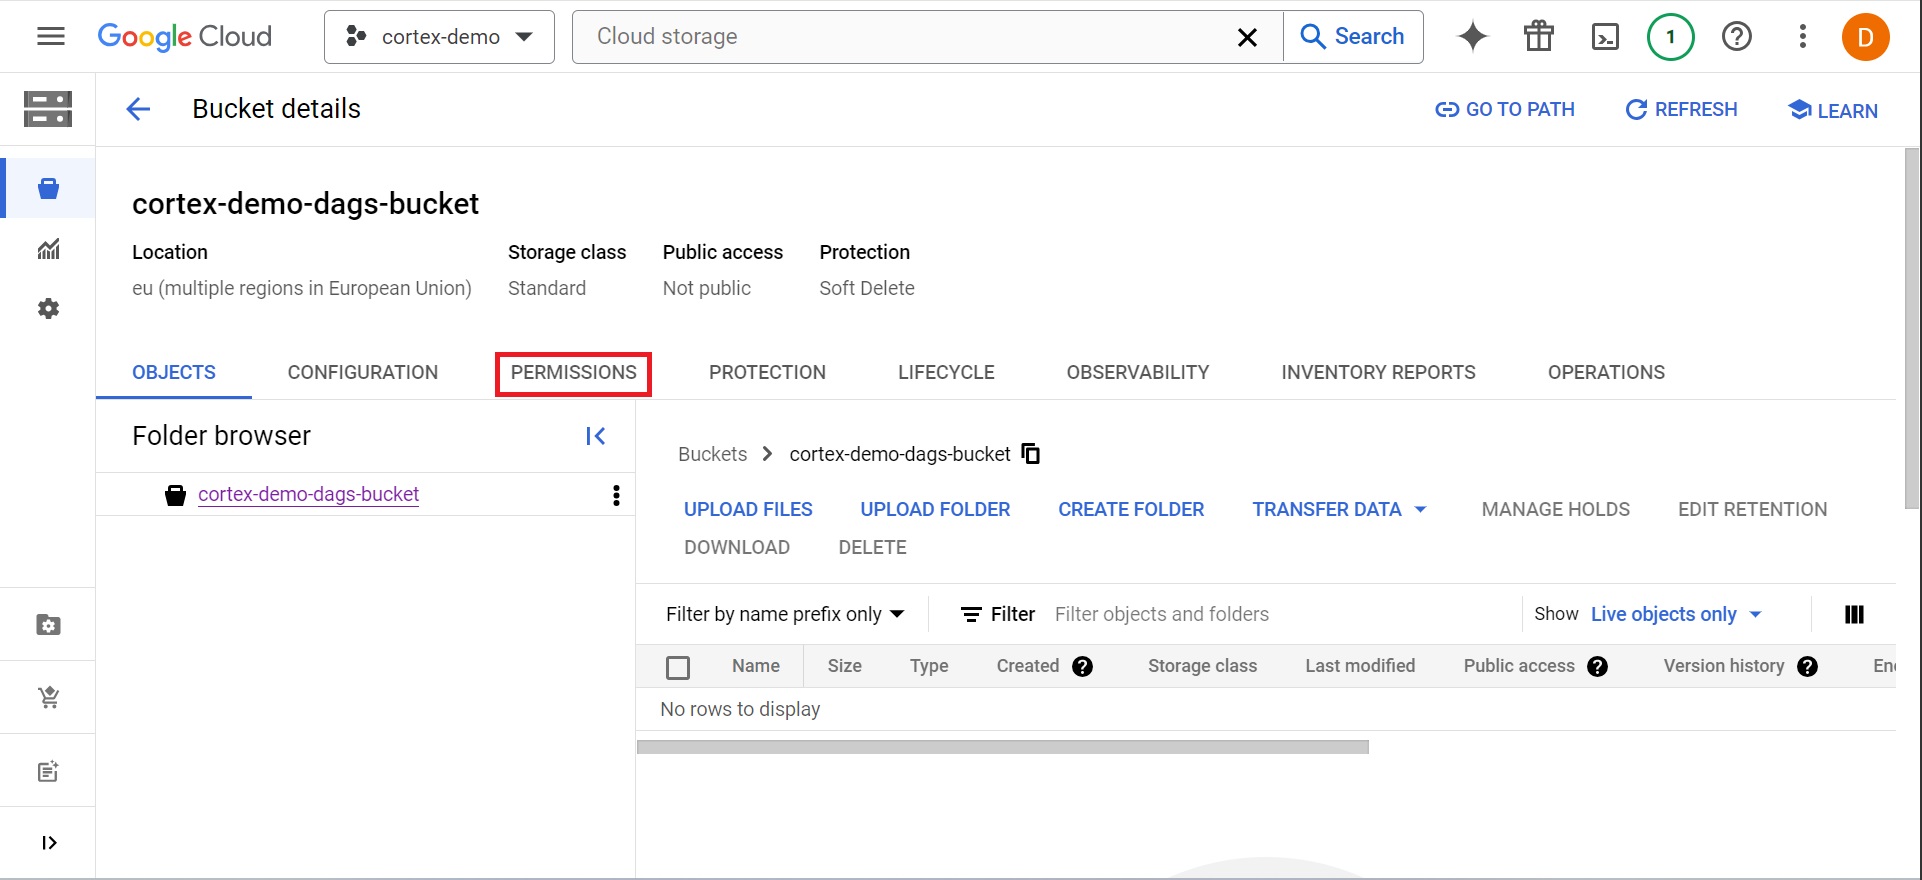 Google Cloud cortex-demo Cloud storage Search 1 D
Bucket details GO TO PATH REFRESH LEARN
cortex-demo-dags-bucket
Location Storage class Public access Protection
eu (multiple regions in European Union) Standard Not public Soft Delete
OBJECTS CONFIGURATION PERMISSIONS PROTECTION LIFECYCLE OBSERVABILITY INVENTORY REPORTS OPERATIONS
Folder browser
cortex-demo-dags-bucket
Buckets cortex-demo-dags-bucket
UPLOAD FILES UPLOAD FOLDER CREATE FOLDER TRANSFER DATA MANAGE HOLDS EDIT RETENTION
DOWNLOAD DELETE
Filter by name prefix only Filter Filter objects and folders Show Live objects only
Name Size Type Created Storage class Last modified Public access Version history
No rows to display